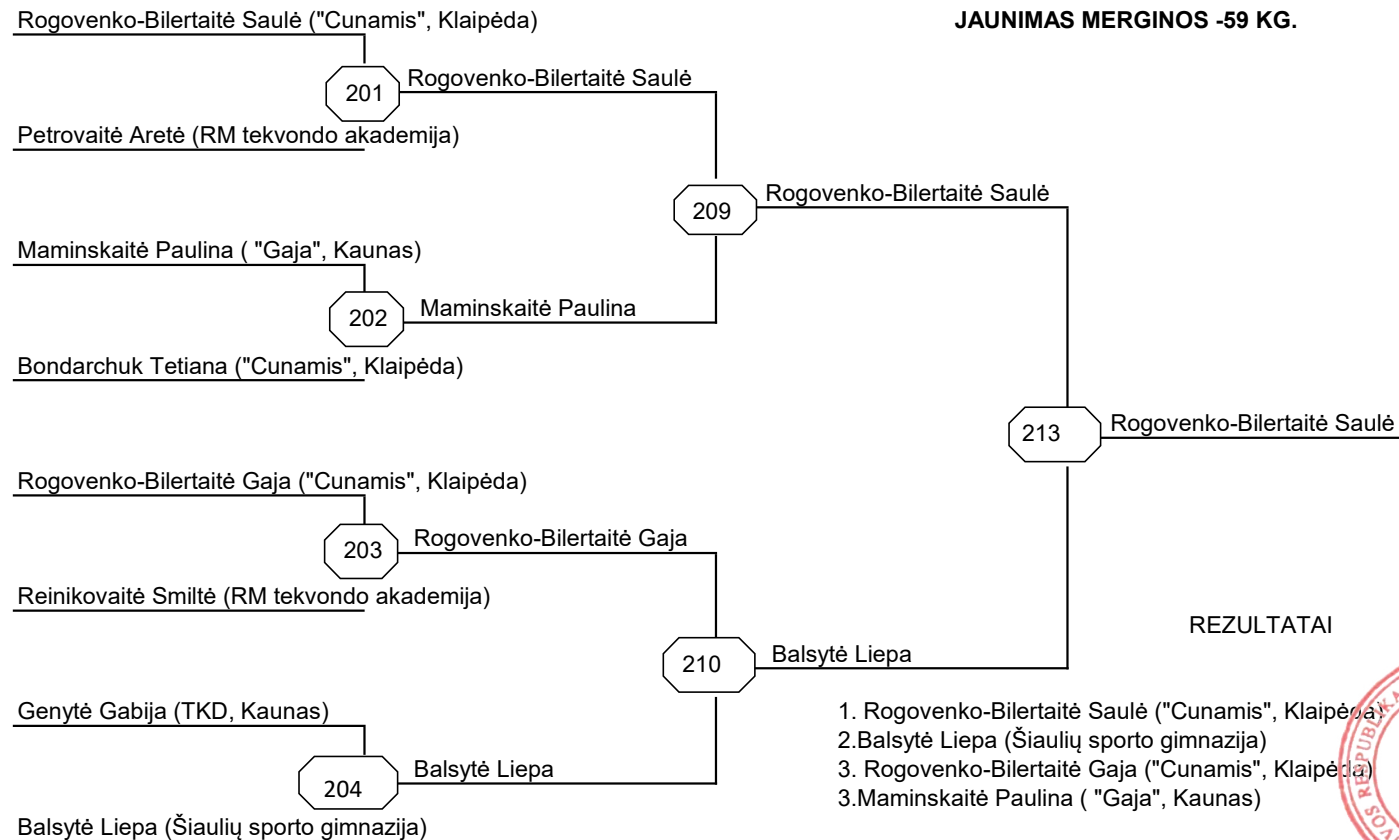 Rogovenko-Bilertaitė Saulė ("Cunamis", Klaipėda)
JAUNIMAS MERGINOS -59 KG.
201
Rogovenko-Bilertaitė Saulė
Petrovaitė Aretė (RM tekvondo akademija)
209
Rogovenko-Bilertaitė Saulė
Maminskaitė Paulina ( "Gaja", Kaunas)
202
Maminskaitė Paulina
Bondarchuk Tetiana ("Cunamis", Klaipėda)
213
Rogovenko-Bilertaitė Saulė
Rogovenko-Bilertaitė Gaja ("Cunamis", Klaipėda)
203
Rogovenko-Bilertaitė Gaja
Reinikovaitė Smiltė (RM tekvondo akademija)
REZULTATAI
210
Balsytė Liepa
Genytė Gabija (TKD, Kaunas)
204
Balsytė Liepa
Balsytė Liepa (Šiaulių sporto gimnazija)
1. Rogovenko-Bilertaitė Saulė ("Cunamis", Klaipėda)
2.Balsytė Liepa (Šiaulių sporto gimnazija)
3. Rogovenko-Bilertaitė Gaja ("Cunamis", Klaipėda)
3.Maminskaitė Paulina ( "Gaja", Kaunas)